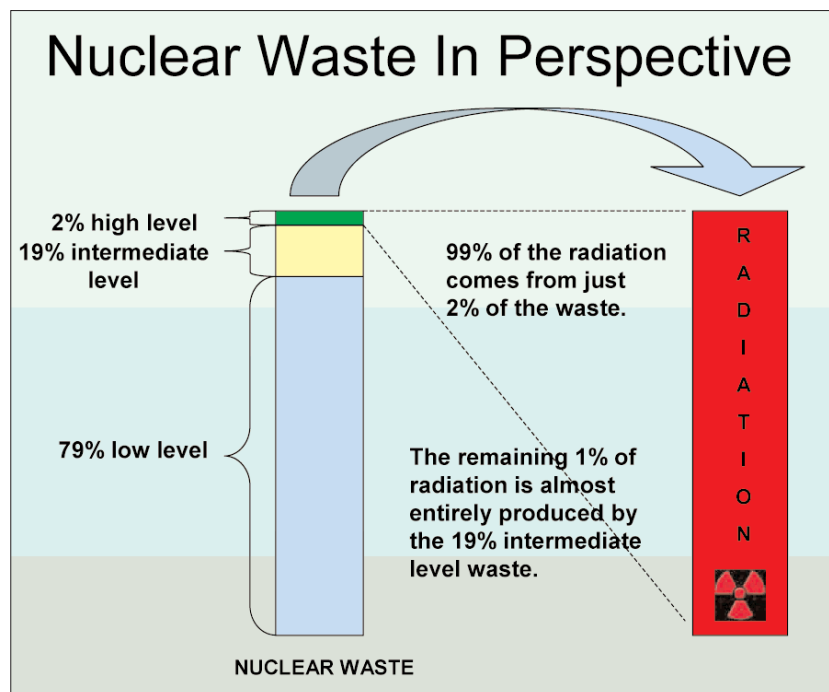 Nuclear Waste In Perspective
2% high level
19% intermediate
level
99% of the radiation
comes from just
2% of the waste.
79% low level
The remaining 1% of
radiation is almost
entirely produced by
the 19% intermediate
level waste.
R
A
D
I
A
T
I
O
N
NUCLEAR WASTE